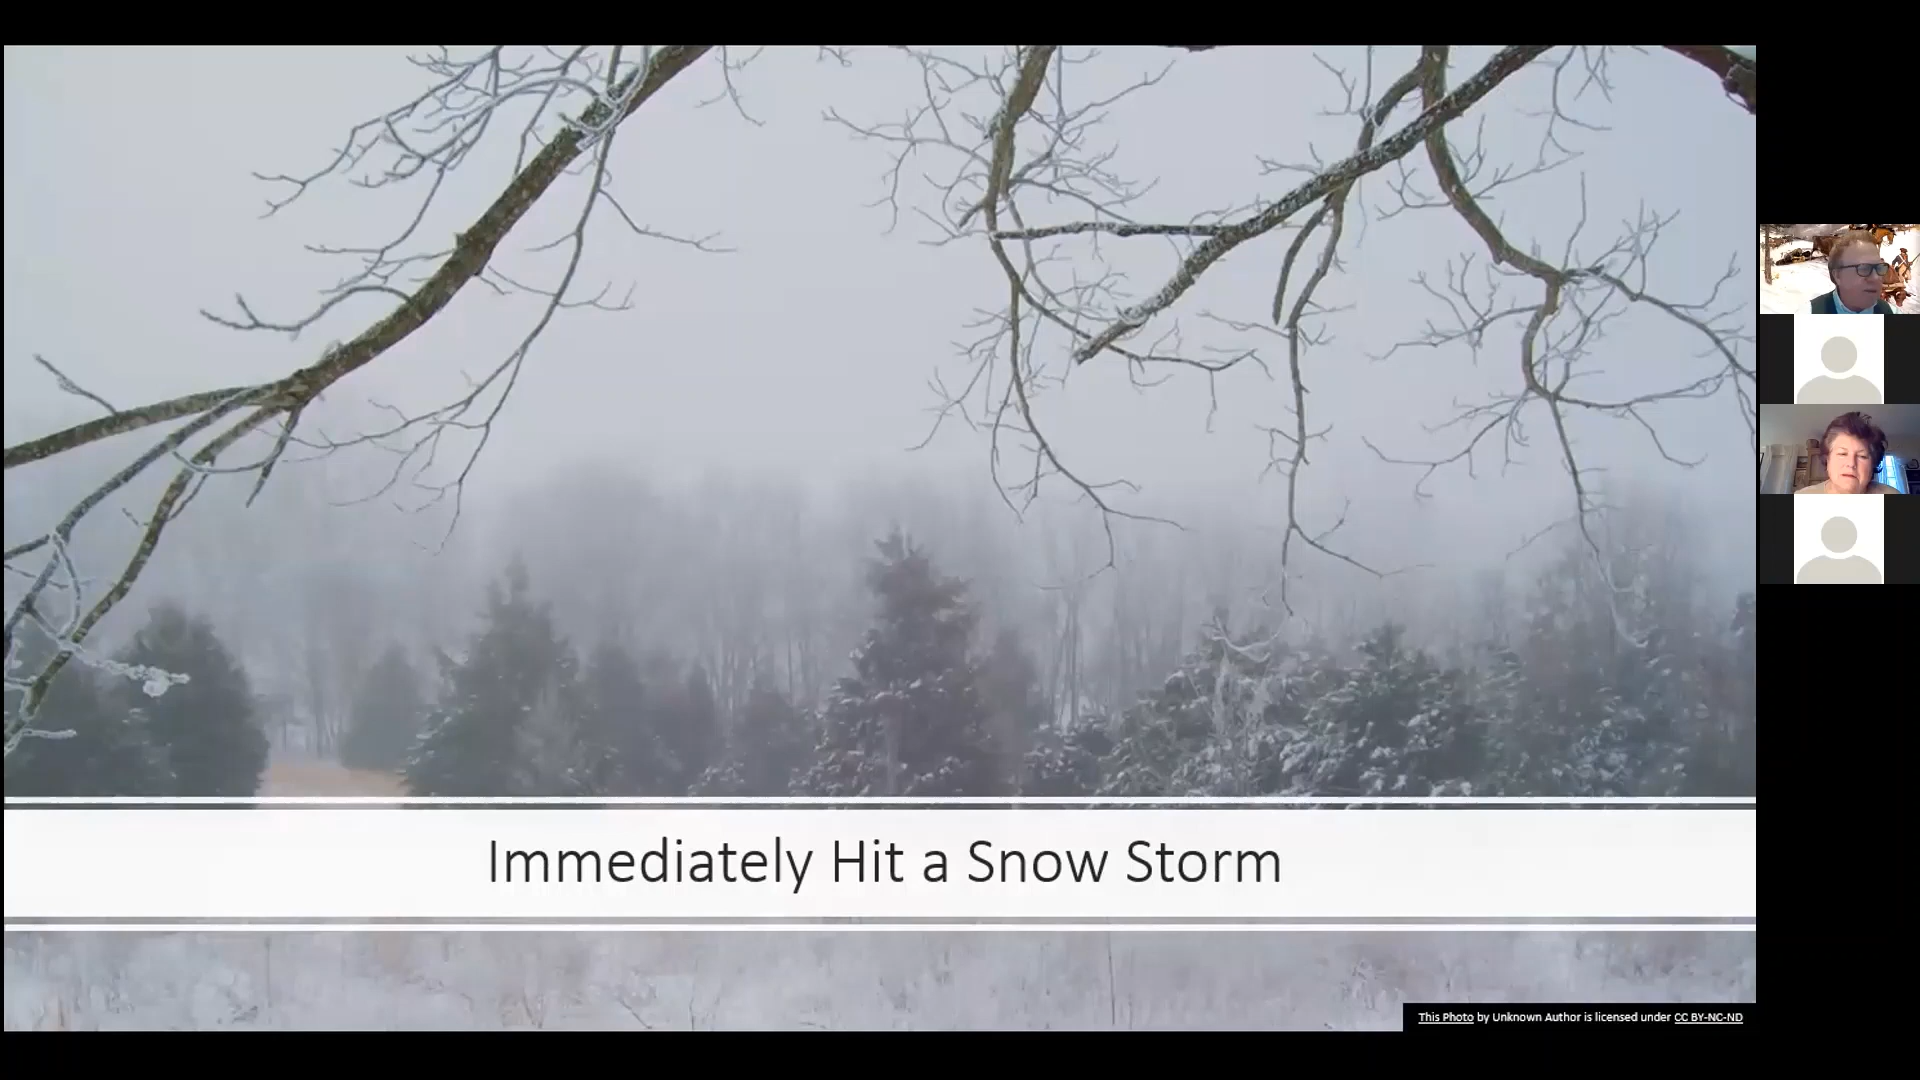 Immediately Hit a Snow Storm
This Photo by Unknown Author is licensed under CC BY-NC-ND